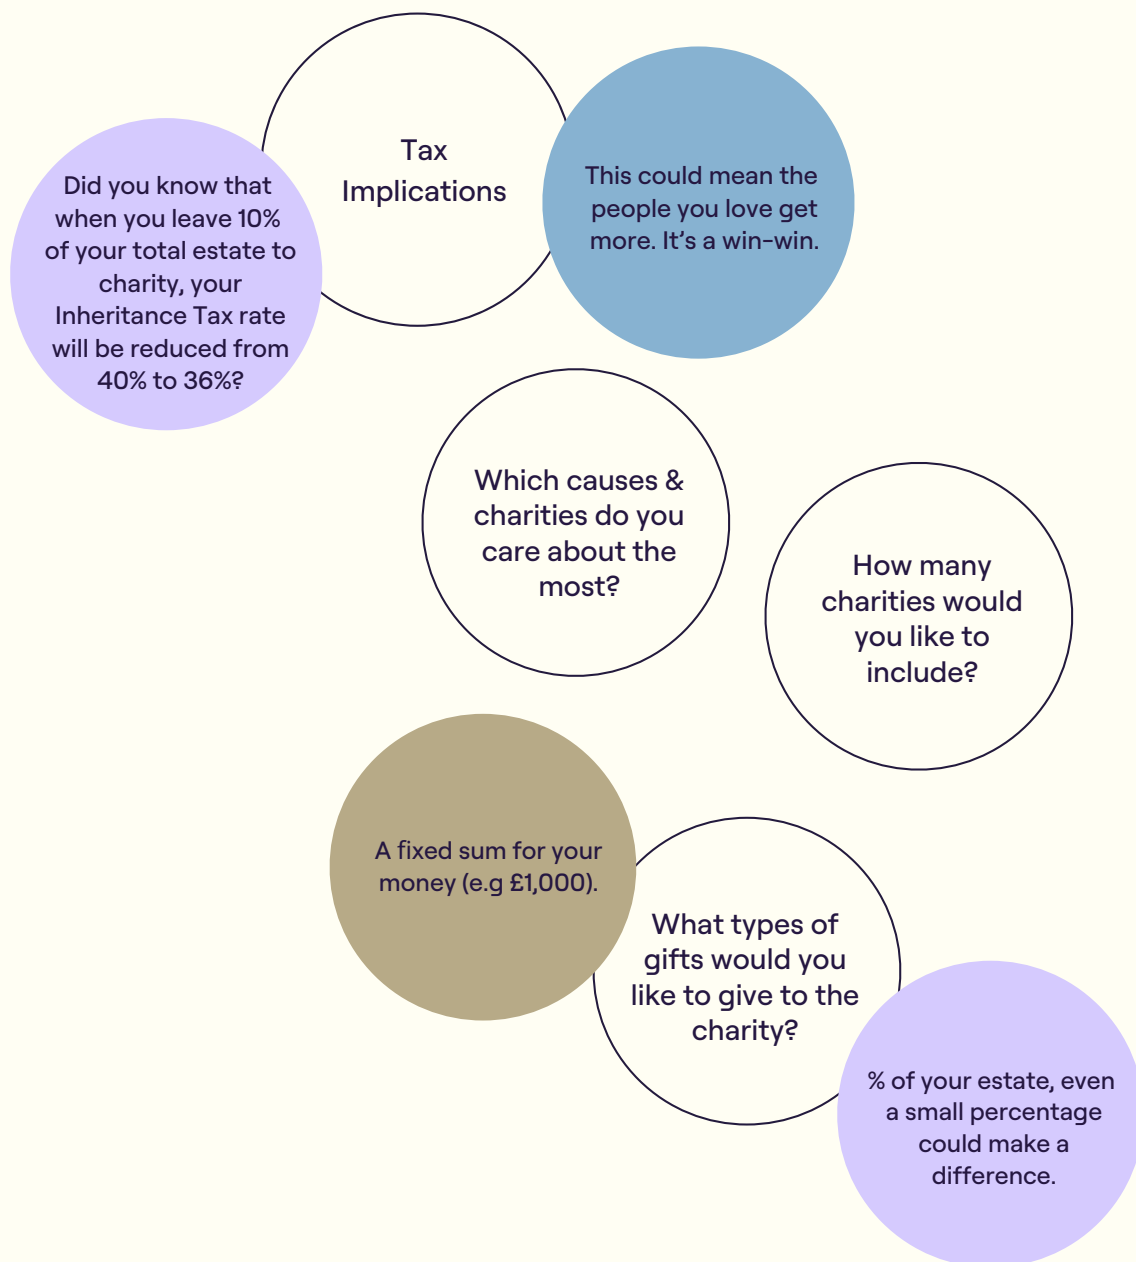 Tax
Implications
Did you know that
when you leave 10%
of your total estate to
charity, your
Inheritance Tax rate
will be reduced from
40% to 36%?
This could mean the
people you love get
more. It’s a win-win.
Which causes &
charities do you
care about the
most?
How many
charities would
you like to
include?
A fixed sum for your
money (e.g £1,000).
What types of
gifts would you
like to give to the
charity?
% of your estate, even
a small percentage
could make a
difference.